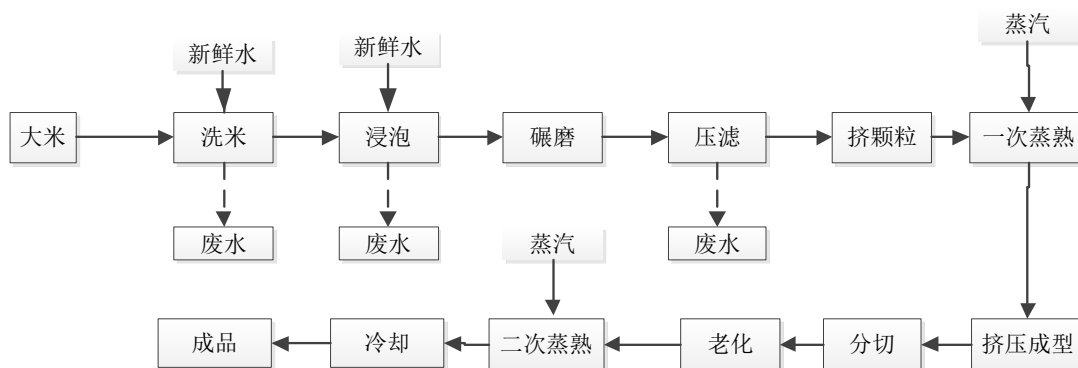 蒸汽
新鲜水
新鲜水
大米
洗米
浸泡
碾磨
压滤
挤颗粒
一次蒸熟
废水
废水
废水
蒸汽
成品
冷却
二次蒸熟
老化
分切
挤压成型